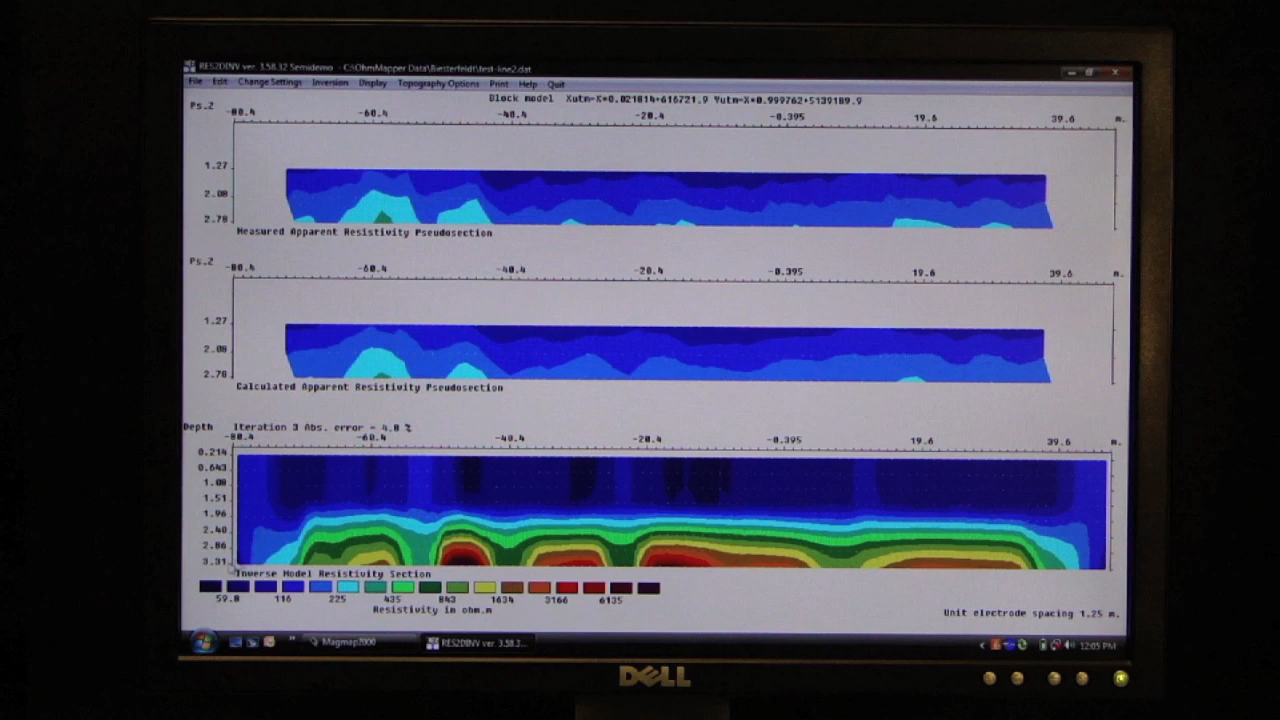 RES2DINV ver. 3.58.32 Semidemo - C:\OhmMapper Data\Biesterfeldt\test-line2.dat
File Edit Change Settings Inversion Display Topography Options Print Help Quit
Block model Xutm=X*0.021814+616721.9 Yutm=X*0.999762+5139189.9
Ps.Z -80.4 -60.4 -40.4 -20.4 -0.395 19.6 39.6 m.
1.27
2.08
2.78
Measured Apparent Resistivity Pseudosection
Ps.Z -80.4 -60.4 -40.4 -20.4 -0.395 19.6 39.6 m.
1.27
2.08
2.78
Calculated Apparent Resistivity Pseudosection
Depth Iteration 3 Abs. error = 4.8 %
-80.4 -60.4 -40.4 -20.4 -0.395 19.6 39.6 m.
0.214
0.643
1.08
1.51
1.96
2.40
2.86
3.31
Inverse Model Resistivity Section
59.8 116 225 435 843 1634 3166 6135
Resistivity in ohm.m
Unit electrode spacing 1.25 m.
Magmap2000 RES2DINV ver. 3.58.3... 12:05 PM
DELL